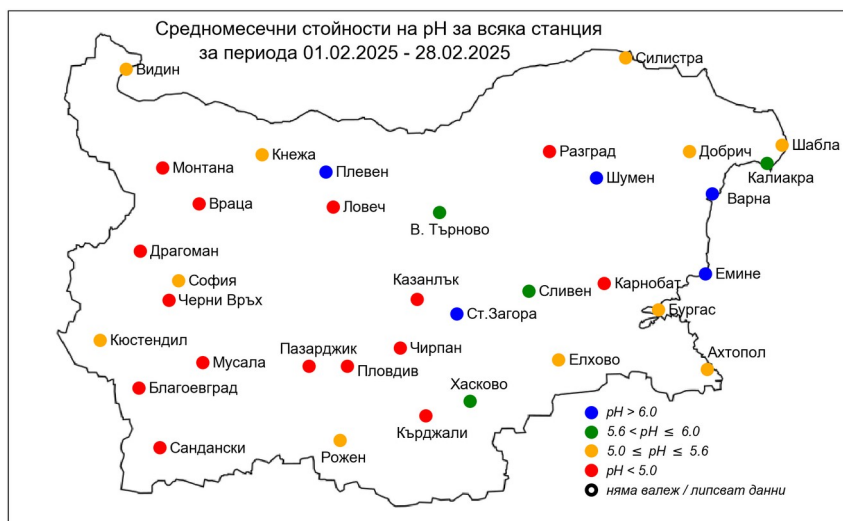 Средномесечни стойности на pH за всяка станция
за периода 01.02.2025 - 28.02.2025
Силистра
Видин
Шабла
Кнежа
Разград
Добрич
Монтана
Плевен
Шумен
Калиакра
Варна
Враца
Ловеч
В. Търново
Драгоман
Емине
София
Казанлък
Карнобат
Сливен
Черни Връх
Бургас
Ст.Загора
Кюстендил
Пазарджик
Чирпан
Мусала
Елхово
Ахтопол
Пловдив
Благоевград
Хасково
Кърджали
Сандански
Рожен
pH > 6.0
5.6 < pH ≤ 6.0
5.0 ≤ pH ≤ 5.6
pH < 5.0
няма валеж / липсват данни